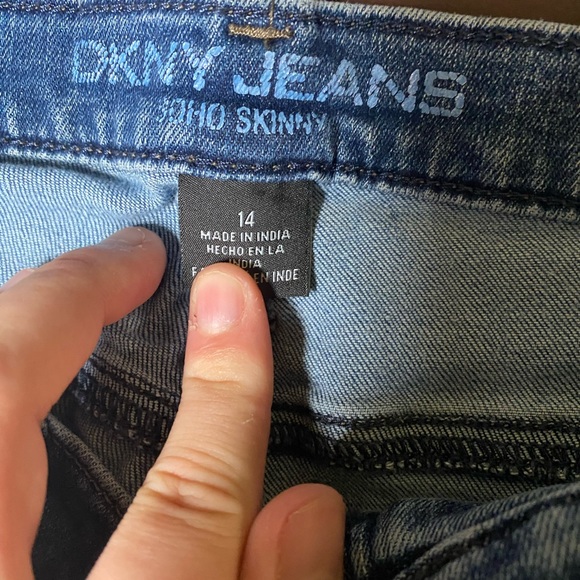 DKNY JEANS
SOHO SKINNY
14
MADE IN INDIA
HECHO EN LA
INDIA
EN INDE